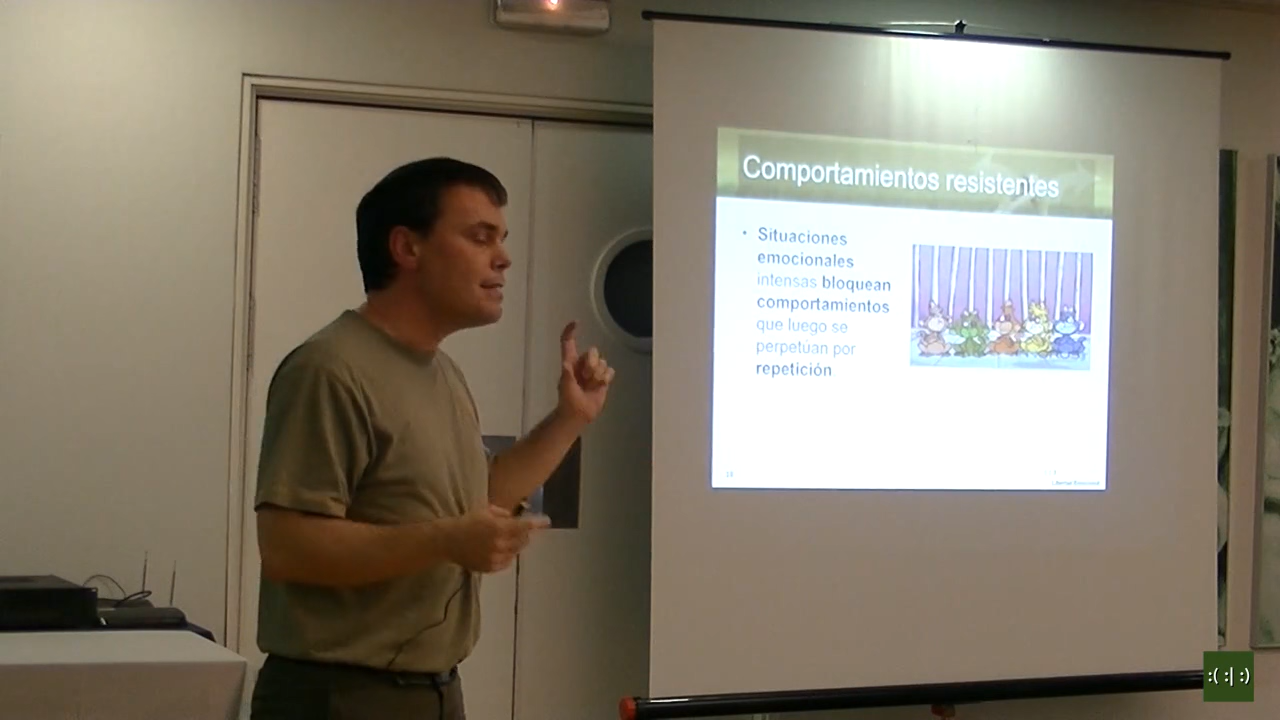 Comportamientos resistentes
• Situaciones
emocionales
intensas bloquean
comportamientos
que luego se
perpetúan por
repetición
:( :| :)